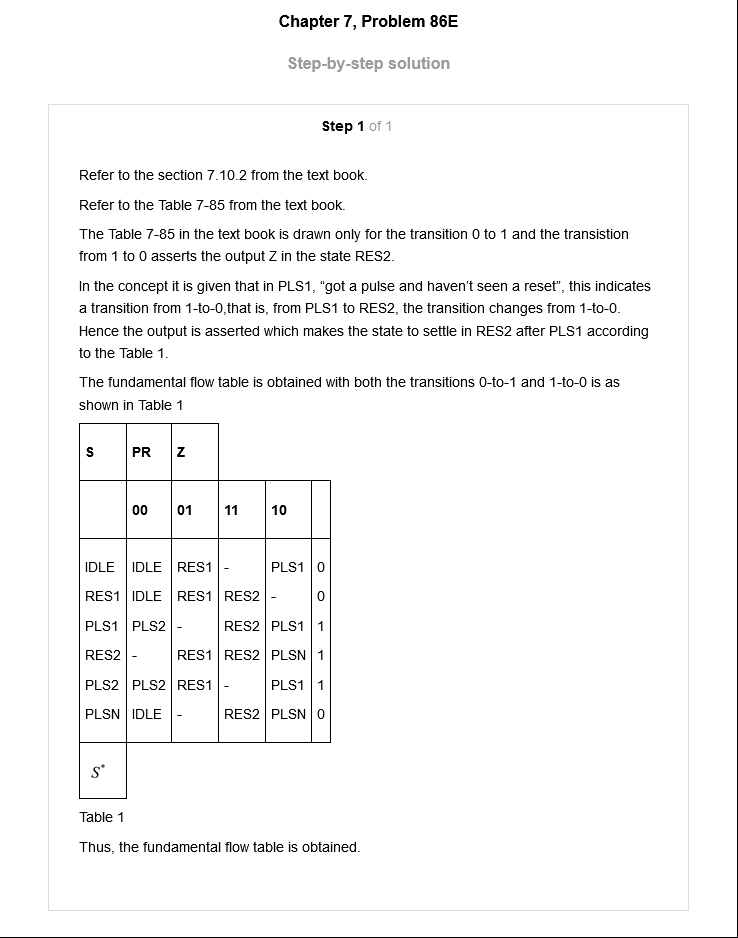 Chapter 7, Problem 86E
Step-by-step solution
Step 1 of 1
Refer to the section 7.10.2 from the text book.
Refer to the Table 7-85 from the text book.
The Table 7-85 in the text book is drawn only for the transition 0 to 1 and the transistion
from 1 to 0 asserts the output Z in the state RES2.
In the concept it is given that in PLS1, “got a pulse and haven’t seen a reset”, this indicates
a transition from 1-to-0,that is, from PLS1 to RES2, the transition changes from 1-to-0.
Hence the output is asserted which makes the state to settle in RES2 after PLS1 according
to the Table 1.
The fundamental flow table is obtained with both the transitions 0-to-1 and 1-to-0 is as
shown in Table 1
S PR Z
00 01 11 10
IDLE IDLE RES1 - PLS1 0
RES1 IDLE RES1 RES2 - 0
PLS1 PLS2 - RES2 PLS1 1
RES2 - RES1 RES2 PLSN 1
PLS2 PLS2 RES1 - PLS1 1
PLSN IDLE - RES2 PLSN 0
S*
Table 1
Thus, the fundamental flow table is obtained.